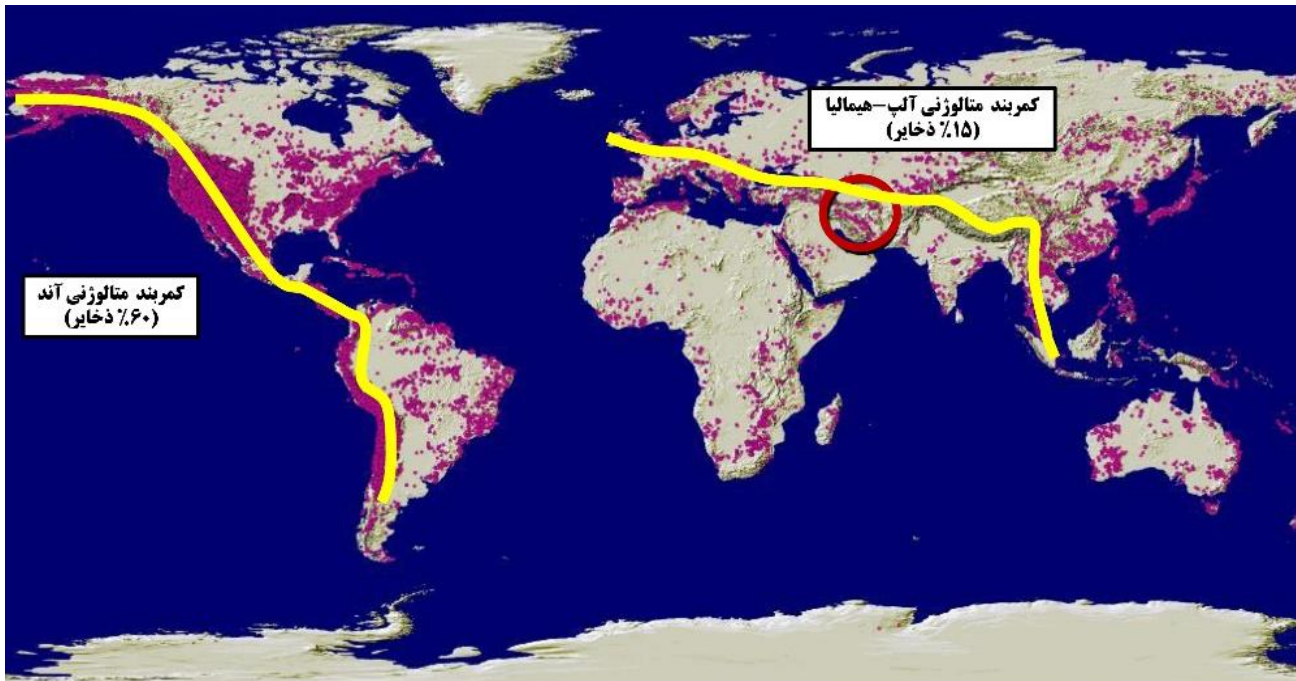 کمربند متالوژنی آلپ-هیمالیا
(۱۵٪ ذخایر)
کمربند متالوژنی آند
(۶۰٪ ذخایر)